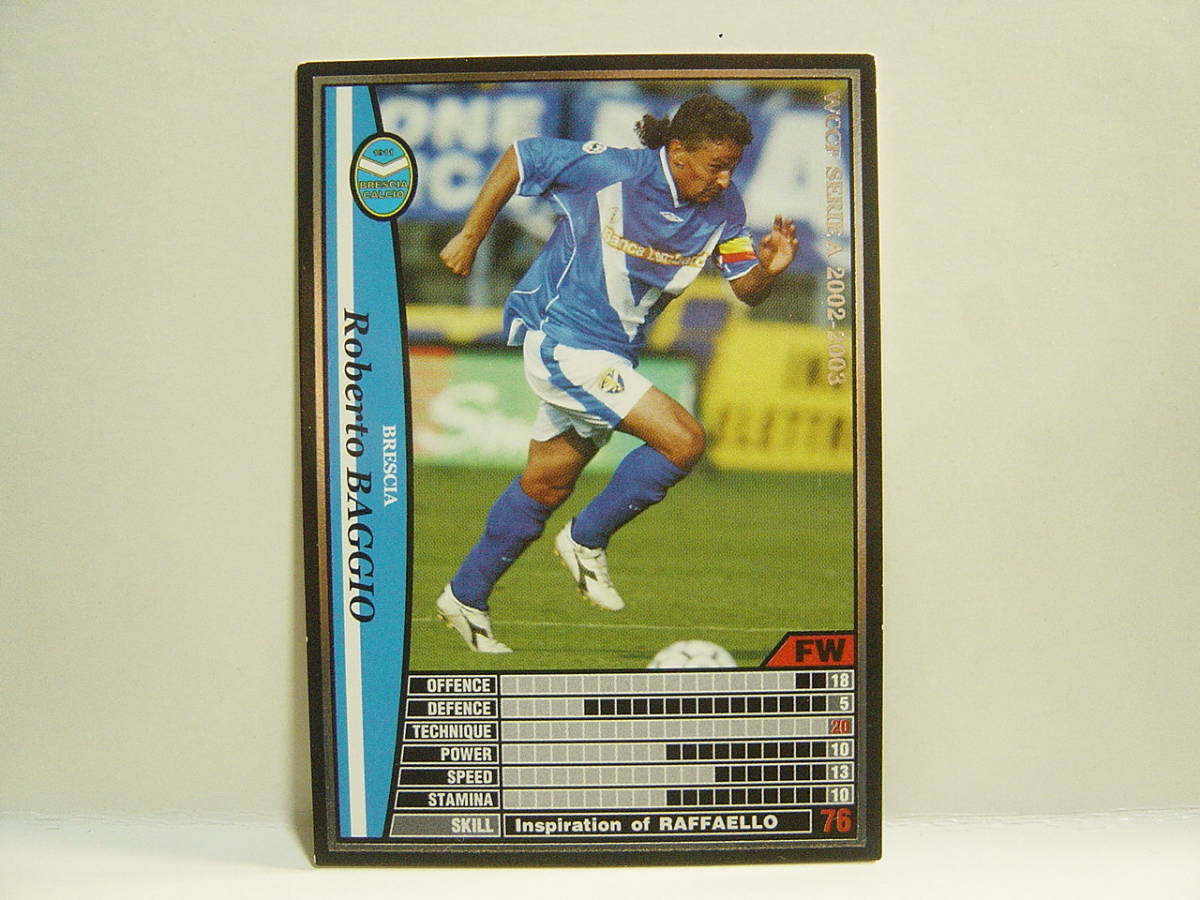 WCCF SERIE A 2002-2003
1911
BRESCIA
CALCIO
Banca Lombarda
BRESCIA
Roberto BAGGIO
FW
OFFENCE 18
DEFENCE 5
TECHNIQUE 20
POWER 10
SPEED 13
STAMINA 10
SKILL Inspiration of RAFFAELLO 76